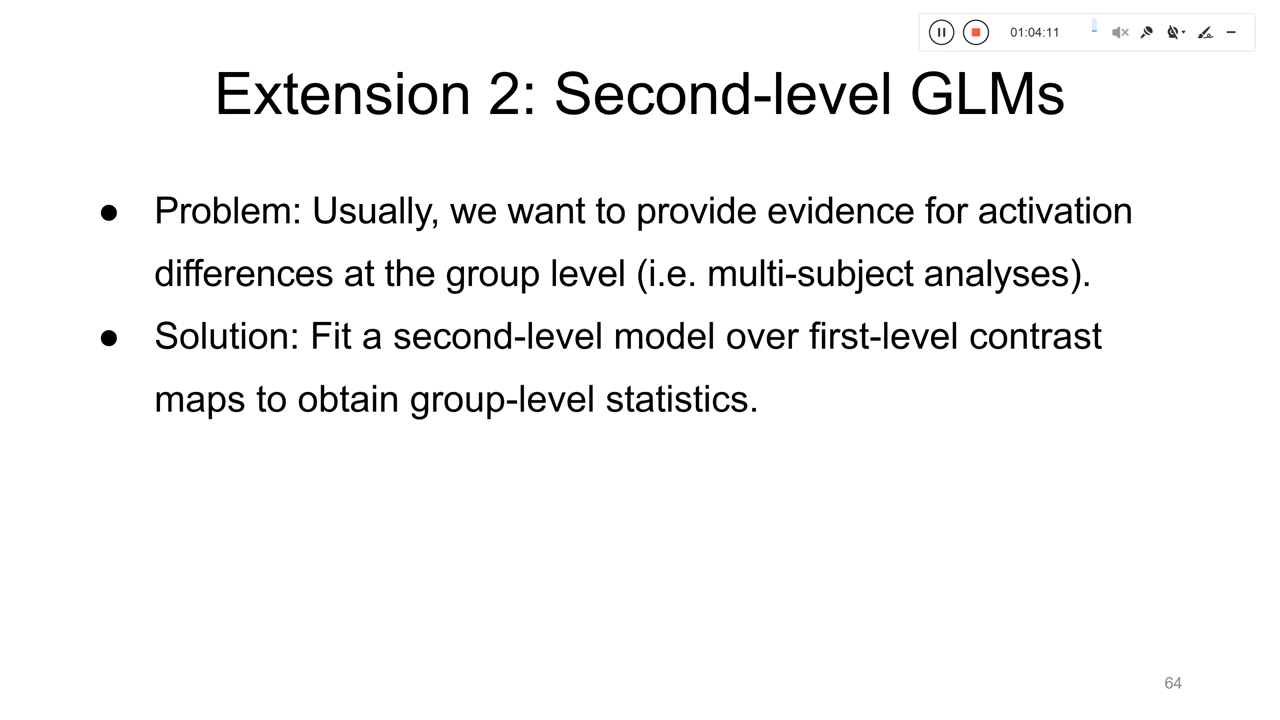 01:04:11
Extension 2: Second-level GLMs
● Problem: Usually, we want to provide evidence for activation
differences at the group level (i.e. multi-subject analyses).
● Solution: Fit a second-level model over first-level contrast
maps to obtain group-level statistics.
64